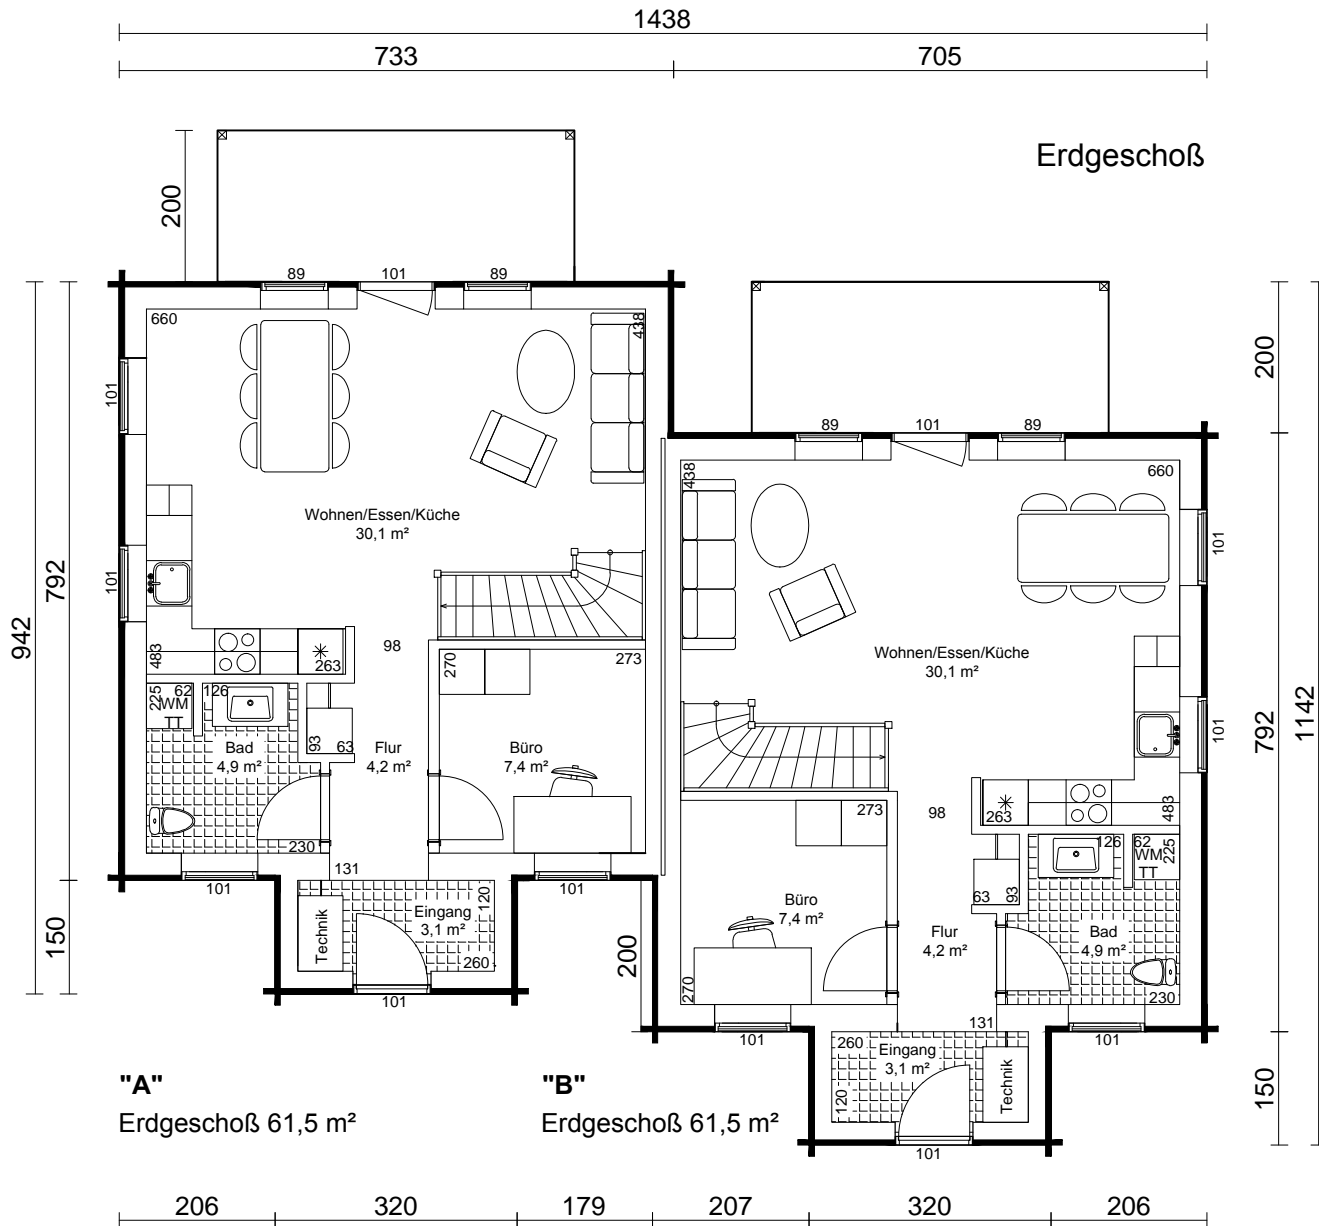 1438
733
705
Erdgeschoß
200
89
101
89
660
438
101
Wohnen/Essen/Küche
30,1 m²
101
942
792
98
483
263
270
273
225
62
126
WM
TT
93
63
Bad
4,9 m²
Flur
4,2 m²
Büro
7,4 m²
230
131
101
101
150
Technik
Eingang
3,1 m²
120
260
101
200
89
101
89
438
660
200
101
Wohnen/Essen/Küche
30,1 m²
101
792
1142
273
98
263
483
126
62
225
WM
TT
63
93
Büro
7,4 m²
Flur
4,2 m²
Bad
4,9 m²
270
230
131
101
101
260
Eingang
3,1 m²
120
Technik
101
150
"A"
Erdgeschoß 61,5 m²
"B"
Erdgeschoß 61,5 m²
206
320
179
207
320
206